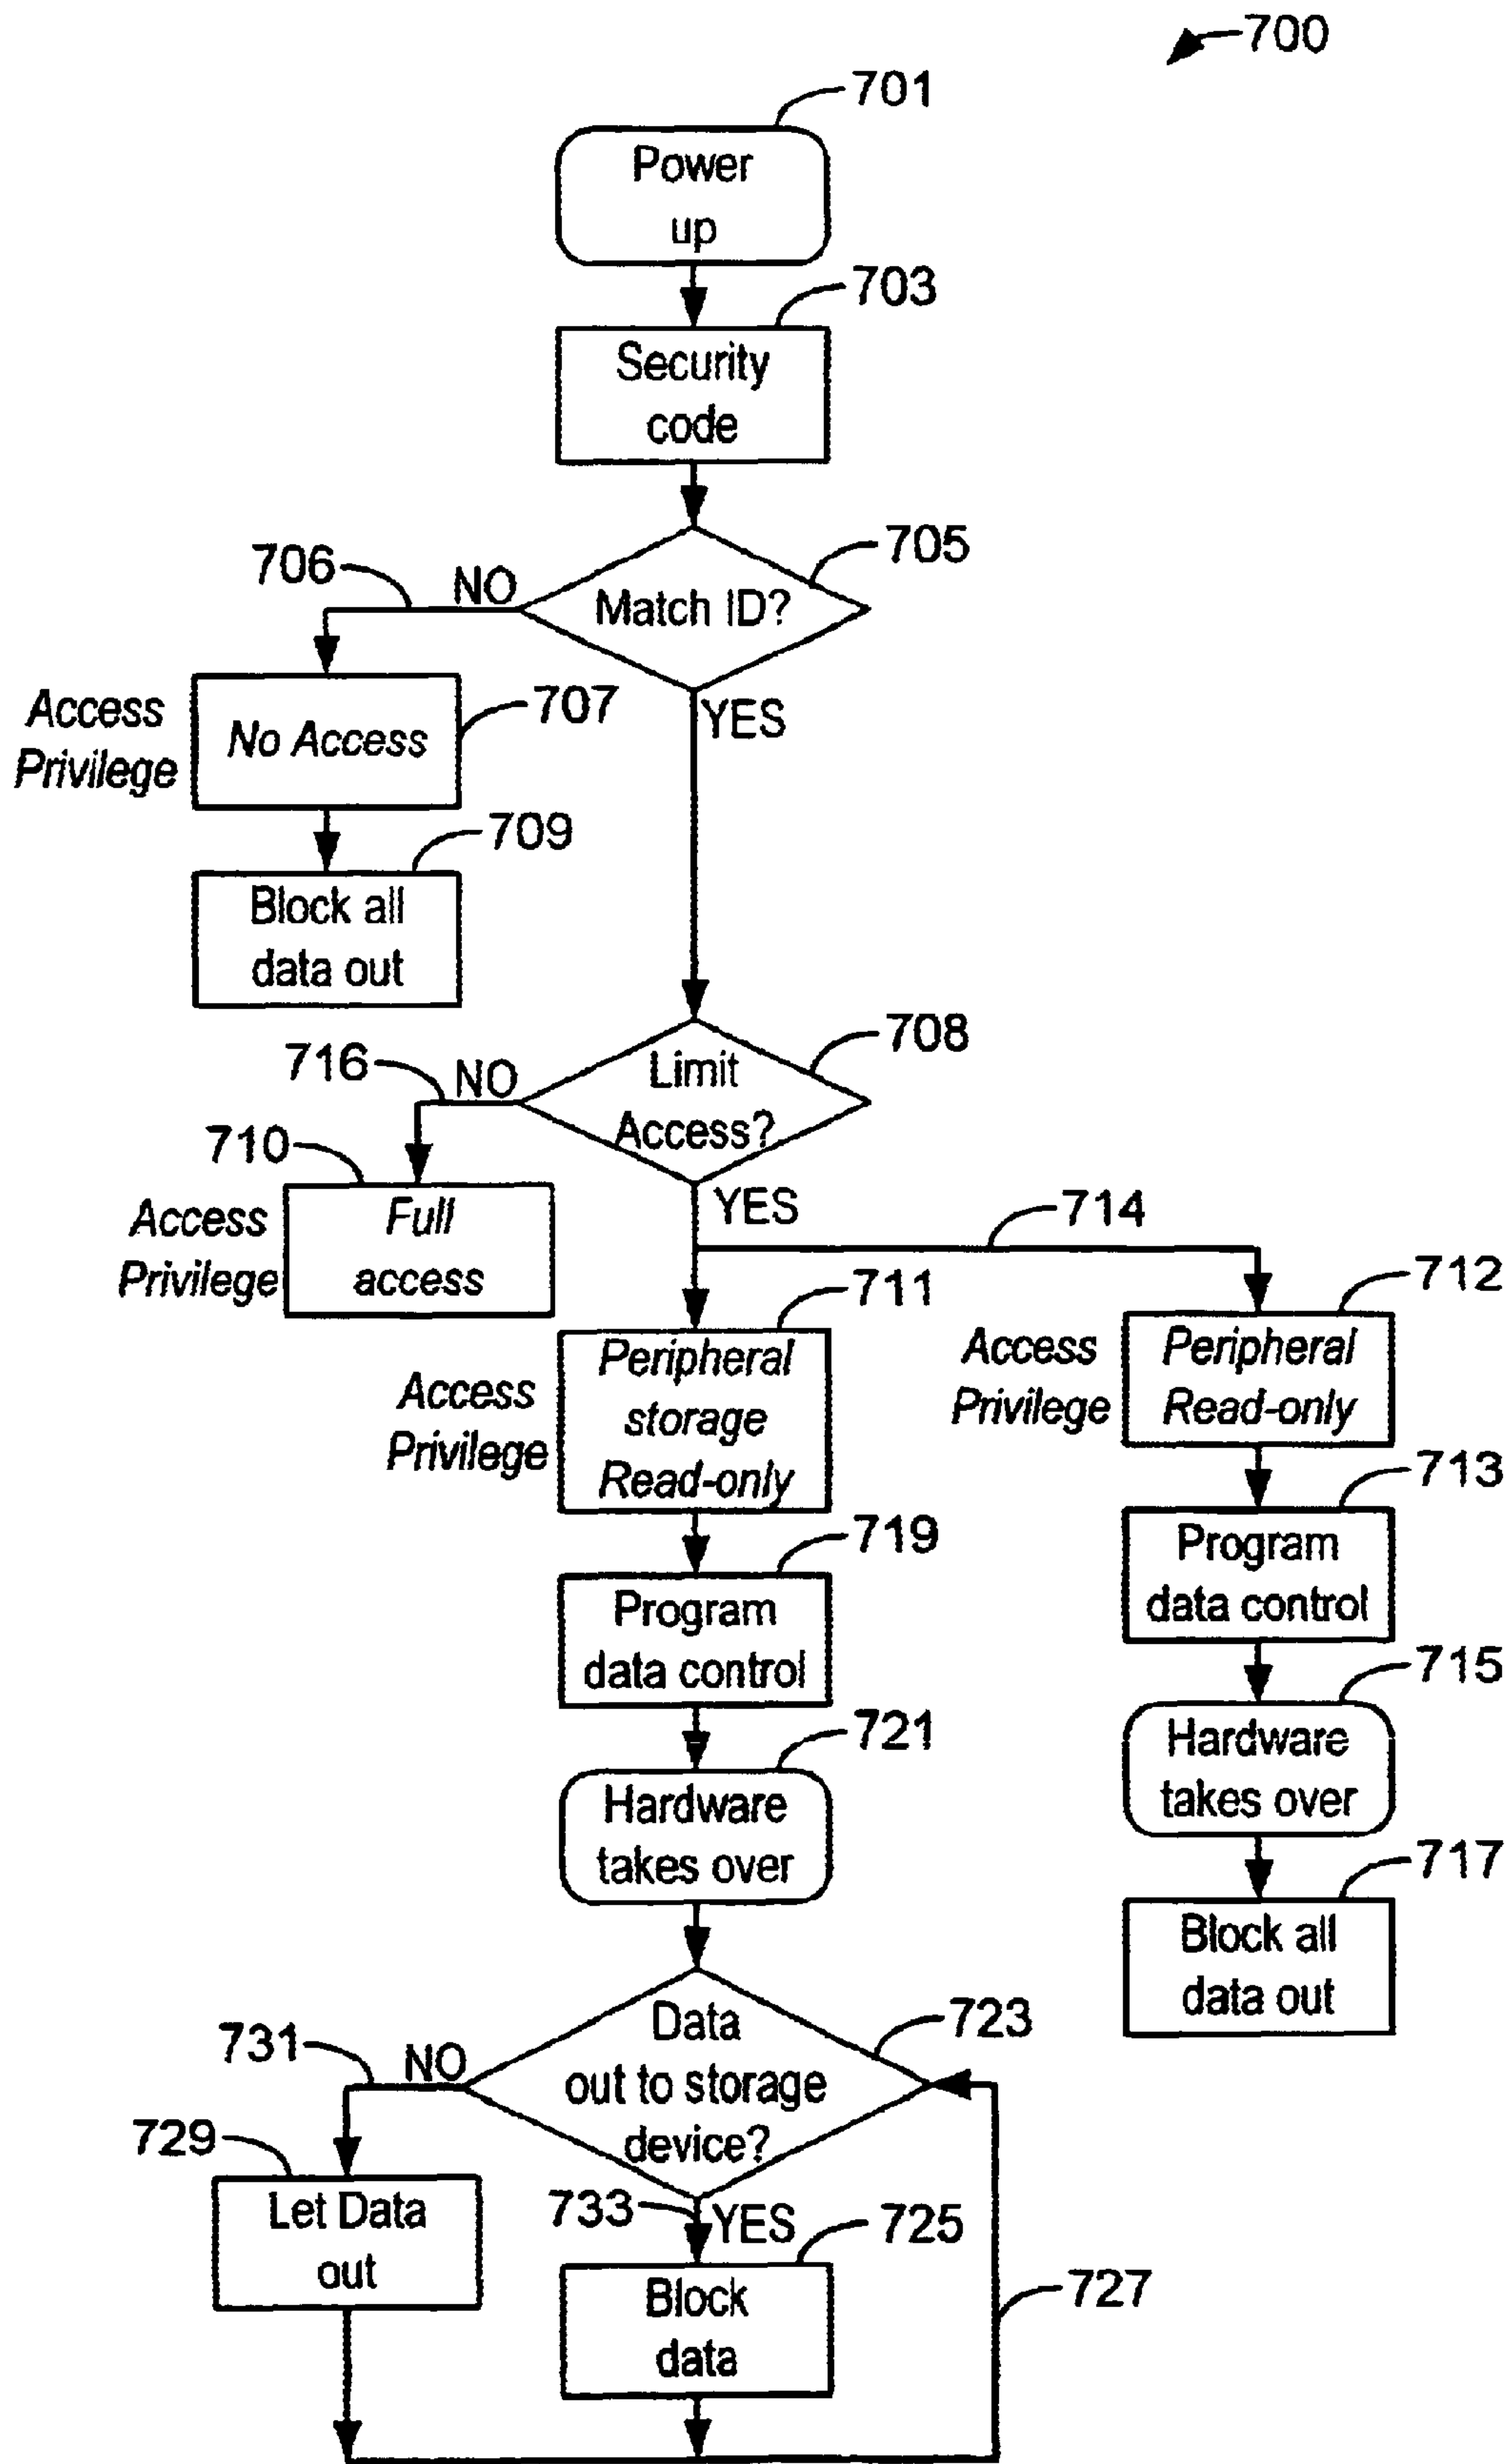 700
701
Power
up
703
Security
code
705
706
NO
Match ID?
YES
Access
Privilege
No Access
707
709
Block all
data out
708
716
NO
Limit
Access?
YES
710
Access
Privilege
Full
access
714
711
Access
Privilege
Peripheral
storage
Read-only
712
Access
Privilege
Peripheral
Read-only
719
Program
data control
713
Program
data control
721
Hardware
takes over
715
Hardware
takes over
717
Block all
data out
723
731
NO
Data
out to storage
device?
729
Let Data
out
733
YES
725
Block
data
727